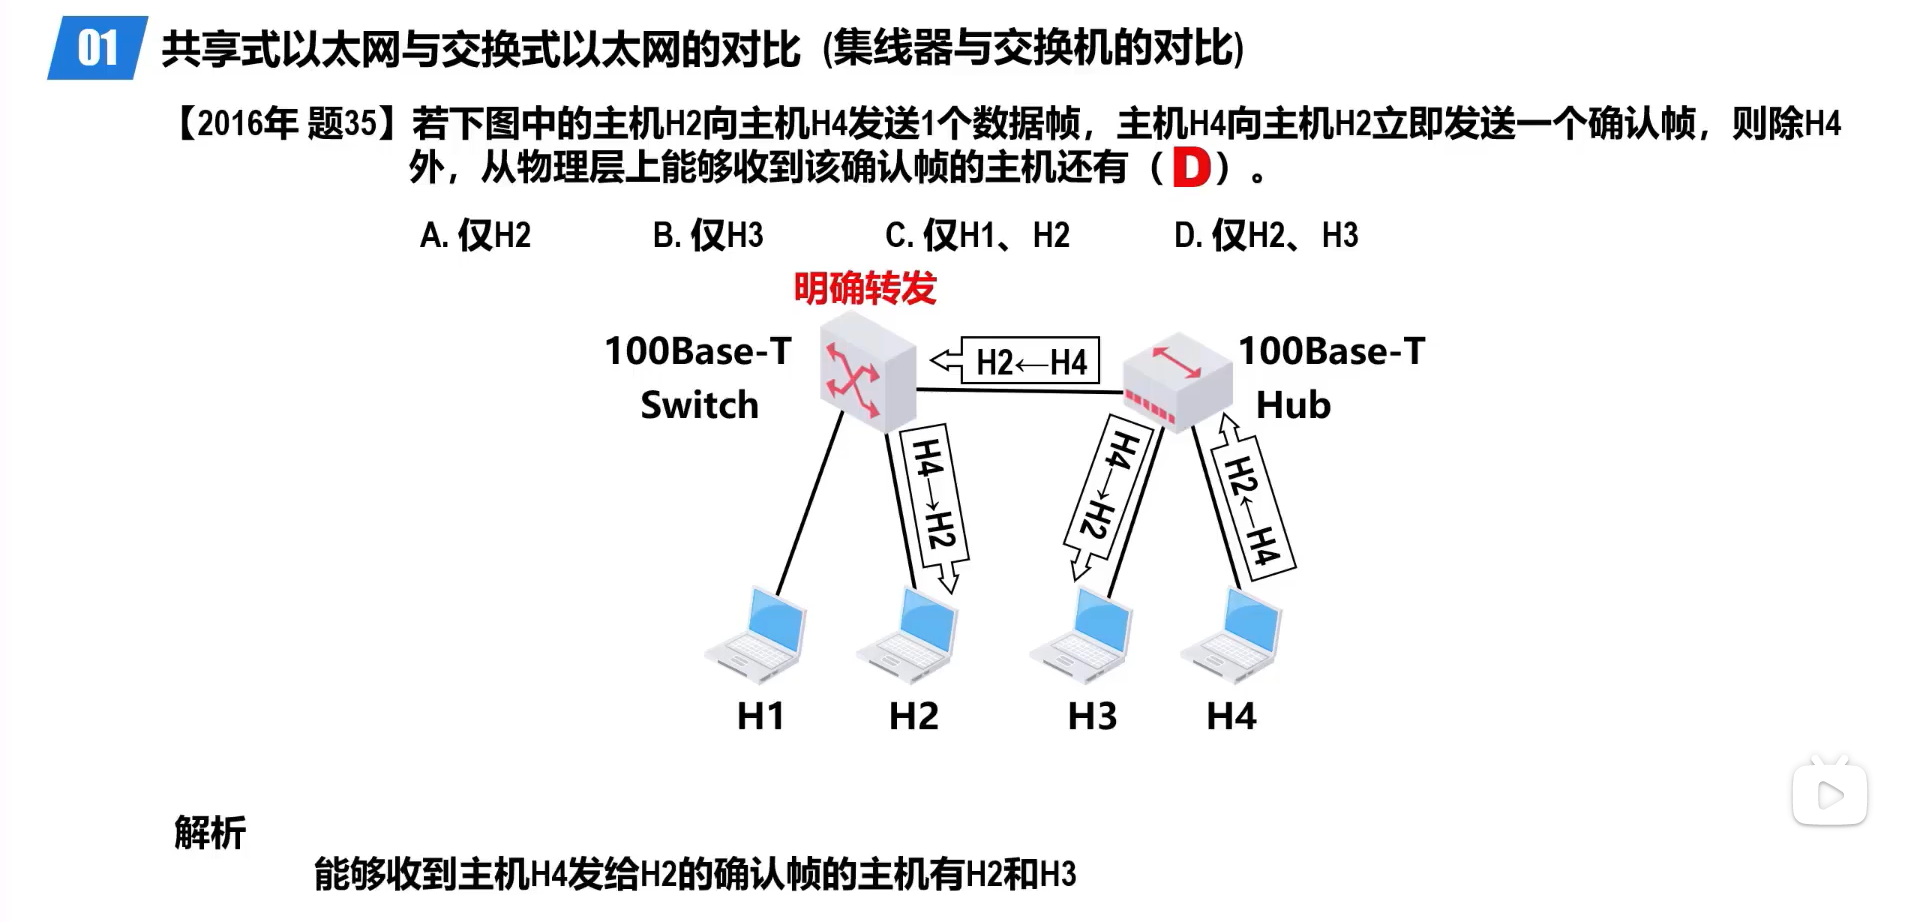 01 共享式以太网与交换式以太网的对比 (集线器与交换机的对比)
【2016年 题35】若下图中的主机H2向主机H4发送1个数据帧，主机H4向主机H2立即发送一个确认帧，则除H4
外，从物理层上能够收到该确认帧的主机还有（D）。
A. 仅H2 B. 仅H3 C. 仅H1、H2 D. 仅H2、H3
明确转发
100Base-T
Switch
H2←H4
100Base-T
Hub
H4→H2
H4→H2
H2←H4
H1 H2 H3 H4
解析
能够收到主机H4发给H2的确认帧的主机有H2和H3